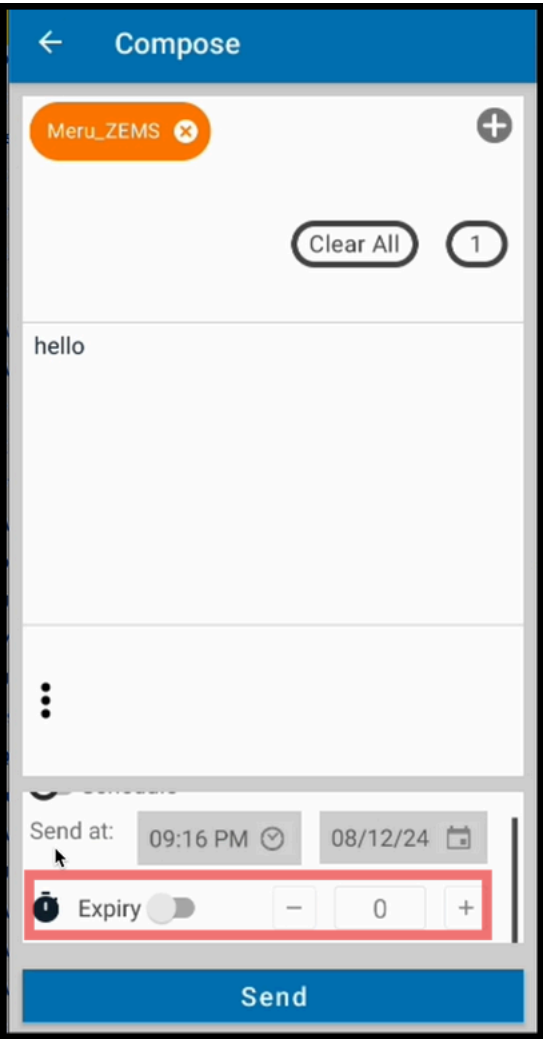 Compose
Meru_ZEMS
Clear All 1
hello
Send at: 09:16 PM 08/12/24
Expiry - 0 +
Send